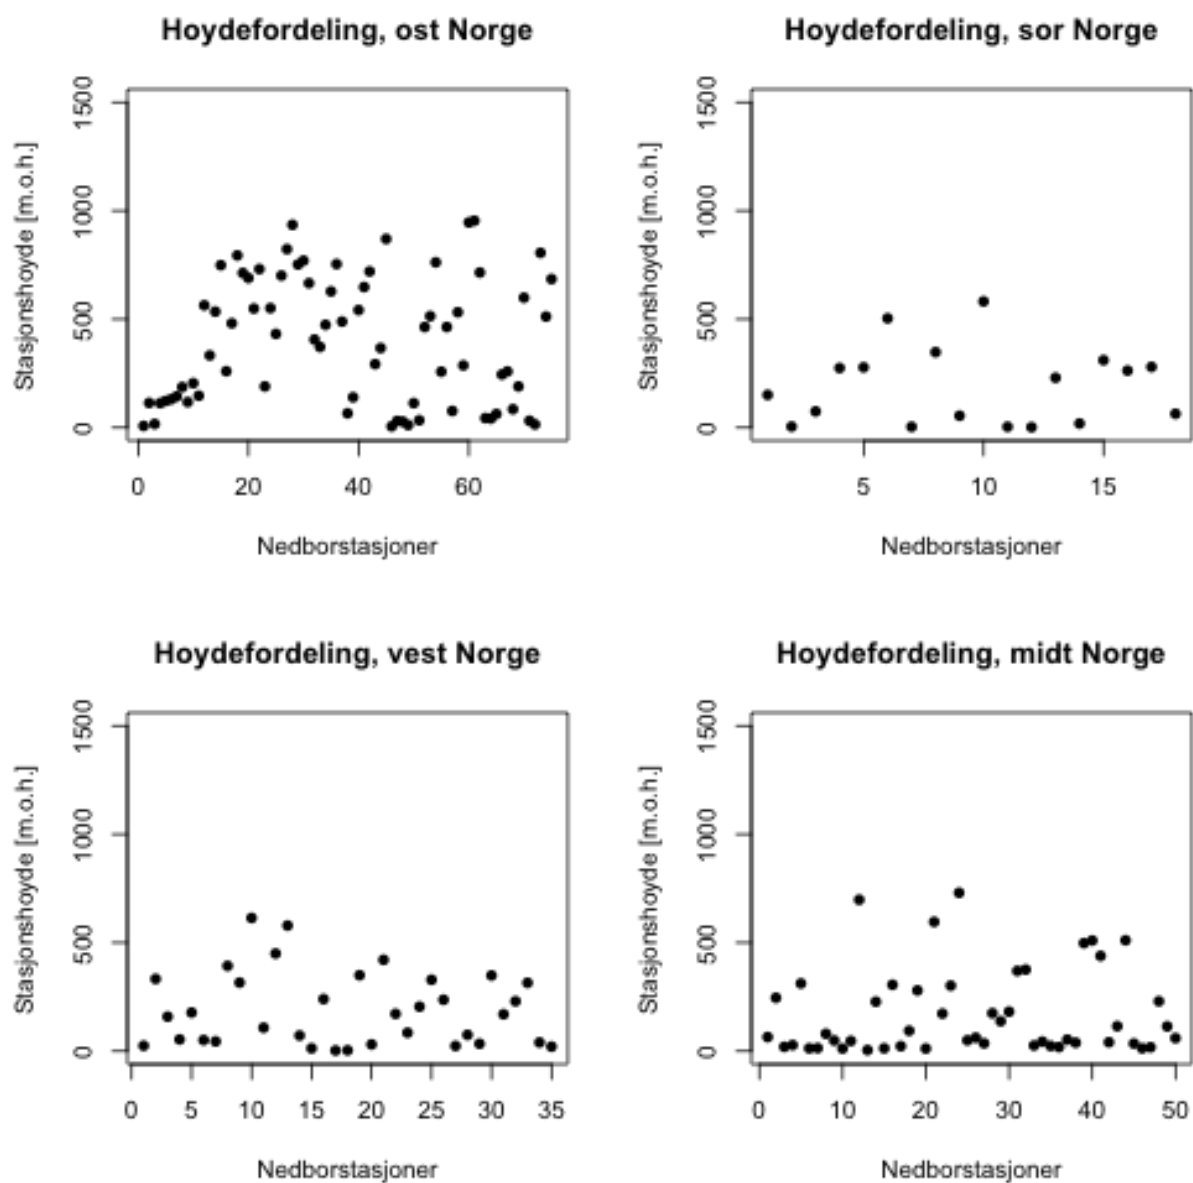 Hoydefordeling, ost Norge
Stasjonshoyde [m.o.h.]
1500
1000
500
0
0 20 40 60
Nedborstasjoner
Hoydefordeling, sor Norge
Stasjonshoyde [m.o.h.]
1500
1000
500
0
5 10 15
Nedborstasjoner
Hoydefordeling, vest Norge
Stasjonshoyde [m.o.h.]
1500
1000
500
0
0 5 10 15 20 25 30 35
Nedborstasjoner
Hoydefordeling, midt Norge
Stasjonshoyde [m.o.h.]
1500
1000
500
0
0 10 20 30 40 50
Nedborstasjoner